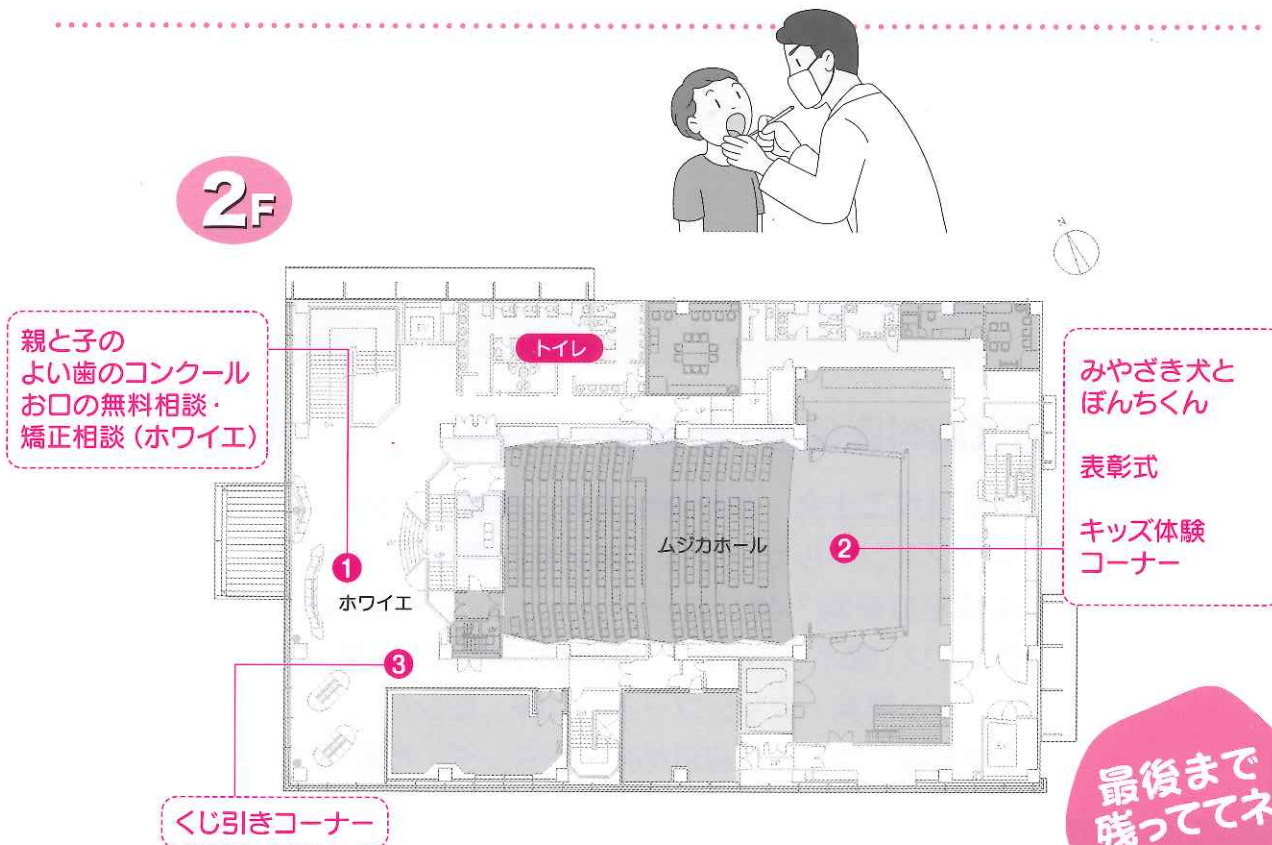 2F
親と子の
よい歯のコンクール
お口の無料相談・
矯正相談（ホワイエ）
トイレ
みやざき犬と
ぼんちくん
表彰式
キッズ体験
コーナー
ムジカホール
2
1
ホワイエ
3
くじ引きコーナー
N
最後まで
残っててネ